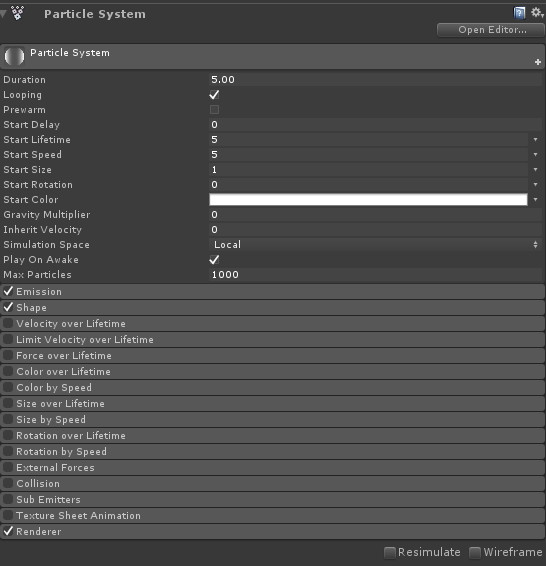 Particle System
Open Editor...
Particle System
Duration 5.00
Looping
Prewarm
Start Delay 0
Start Lifetime 5
Start Speed 5
Start Size 1
Start Rotation 0
Start Color
Gravity Multiplier 0
Inherit Velocity 0
Simulation Space Local
Play On Awake
Max Particles 1000
Emission
Shape
Velocity over Lifetime
Limit Velocity over Lifetime
Force over Lifetime
Color over Lifetime
Color by Speed
Size over Lifetime
Size by Speed
Rotation over Lifetime
Rotation by Speed
External Forces
Collision
Sub Emitters
Texture Sheet Animation
Renderer
Resimulate Wireframe